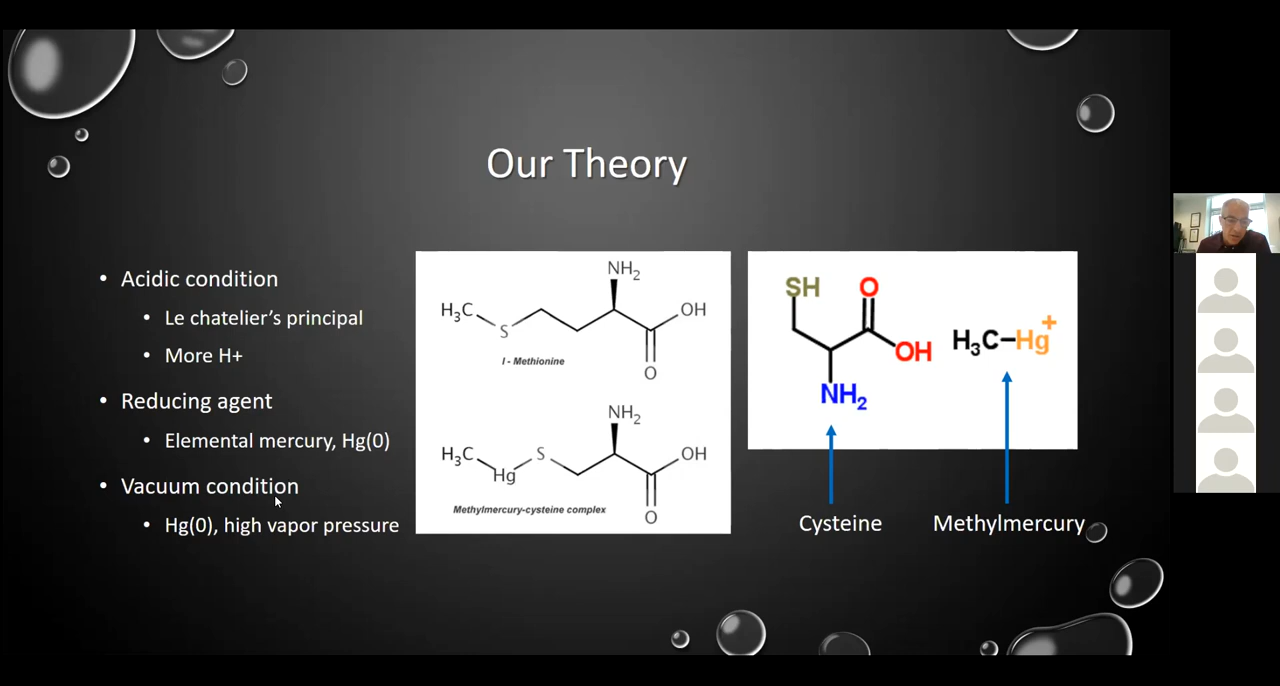 Our Theory
• Acidic condition
• Le chatelier's principal
• More H+
• Reducing agent
• Elemental mercury, Hg(0)
• Vacuum condition
• Hg(0), high vapor pressure
NH2
H3C
S
OH
O
l - Methionine
NH2
H3C
Hg
S
OH
O
Methylmercury-cysteine complex
SH
O
OH
NH2
H3C-Hg+
Cysteine
Methylmercury